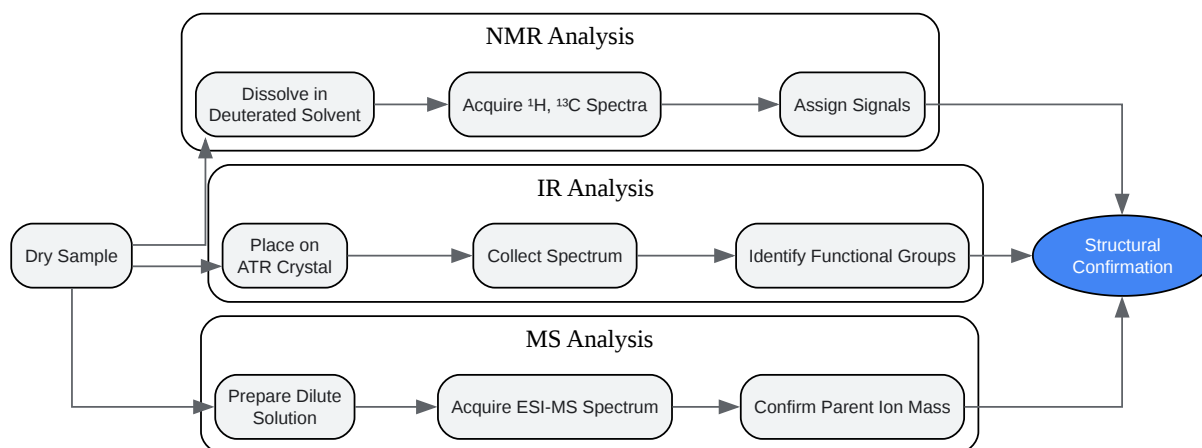 NMR Analysis
Dissolve in
Deuterated Solvent
Acquire ¹H, ¹³C Spectra
Assign Signals
IR Analysis
Dry Sample
Place on
ATR Crystal
Collect Spectrum
Identify Functional Groups
Structural
Confirmation
MS Analysis
Prepare Dilute
Solution
Acquire ESI-MS Spectrum
Confirm Parent Ion Mass